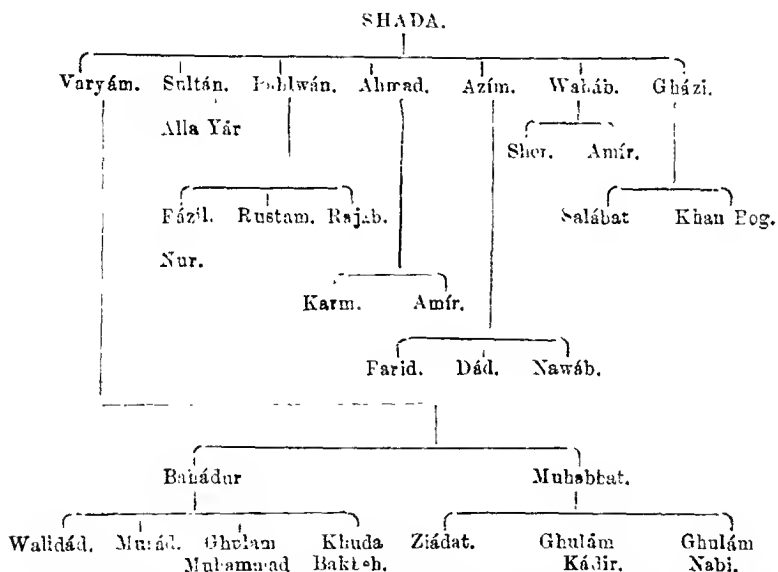 SHADA.
Varyám. Sultán. Pahlwán. Ahmad. Azím. Waháb. Gházi.
Alla Yár
Sher. Amír.
Fázil. Rustam. Rajab. Salábat Khan Beg.
Nur.
Karm. Amír.
Farid. Dád. Nawáb.
Bahádur Muhabbat.
Walidád. Murád. Ghulam Khuda Ziádat. Ghulám Ghulám
Muhammad Baktsh. Kádir. Nabi.